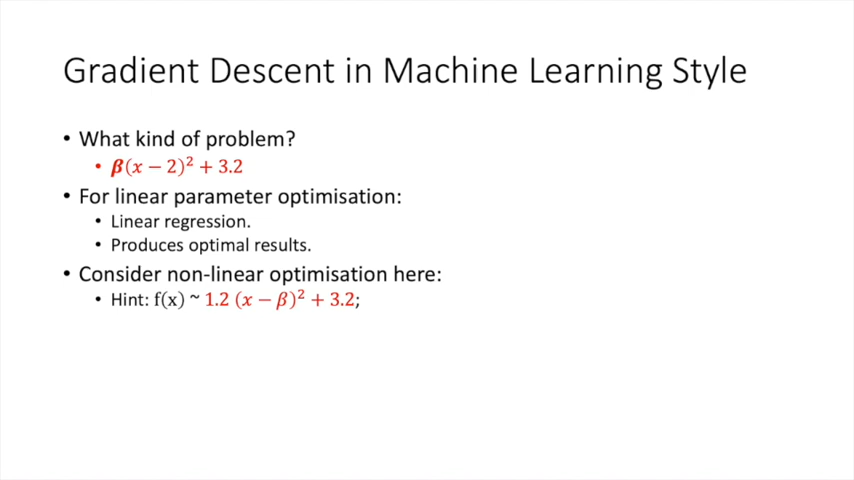 Gradient Descent in Machine Learning Style
• What kind of problem?
• β(x − 2)² + 3.2
• For linear parameter optimisation:
• Linear regression.
• Produces optimal results.
• Consider non-linear optimisation here:
• Hint: f(x) ~ 1.2 (x − β)² + 3.2;